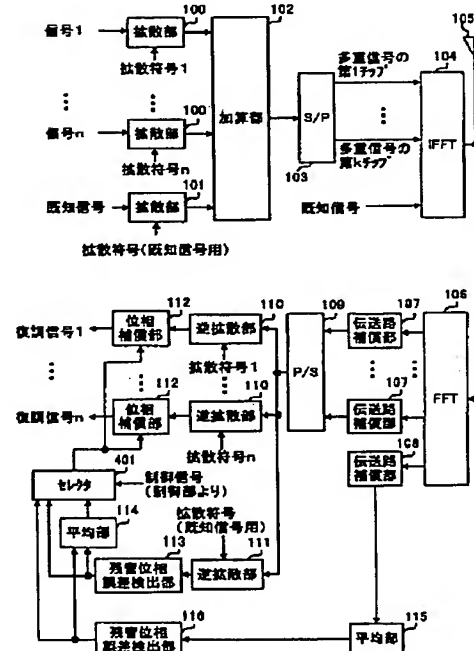 信号1
拡散部
100
拡散符号1
信号n
拡散部
100
拡散符号n
既知信号
拡散部
101
拡散符号(既知信号用)
加算部
102
S/P
103
多重信号の
第1チップ
多重信号の
第kチップ
既知信号
IFFT
104
105
復調信号1
位相
補償部
112
逆拡散部
110
拡散符号1
復調信号n
位相
補償部
112
逆拡散部
110
拡散符号n
P/S
109
伝送路
補償部
107
伝送路
補償部
107
伝送路
補償部
108
FFT
106
セレクタ
401
制御信号
(制御部より)
平均部
114
拡散符号
(既知信号用)
残留位相
誤差検出部
113
逆拡散部
111
残留位相
誤差検出部
116
平均部
115